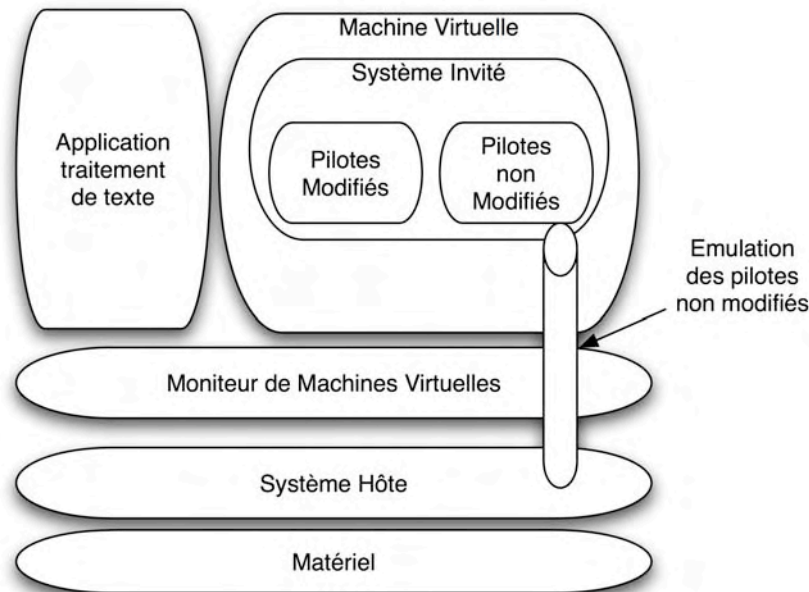 Machine Virtuelle
Système Invité
Application
traitement
de texte
Pilotes
Modifiés
Pilotes
non
Modifiés
Emulation
des pilotes
non modifiés
Moniteur de Machines Virtuelles
Système Hôte
Matériel